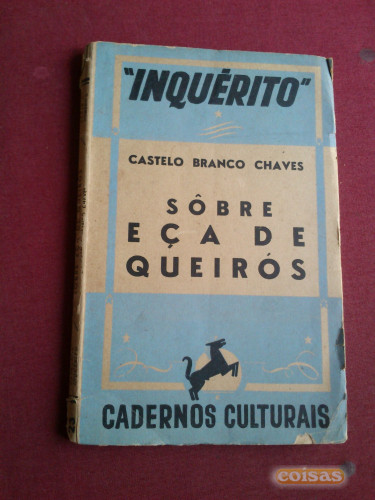 "INQUÉRITO"
CASTELO BRANCO CHAVES
SÔBRE
EÇA DE
QUEIRÓS
CADERNOS CULTURAIS
coisas